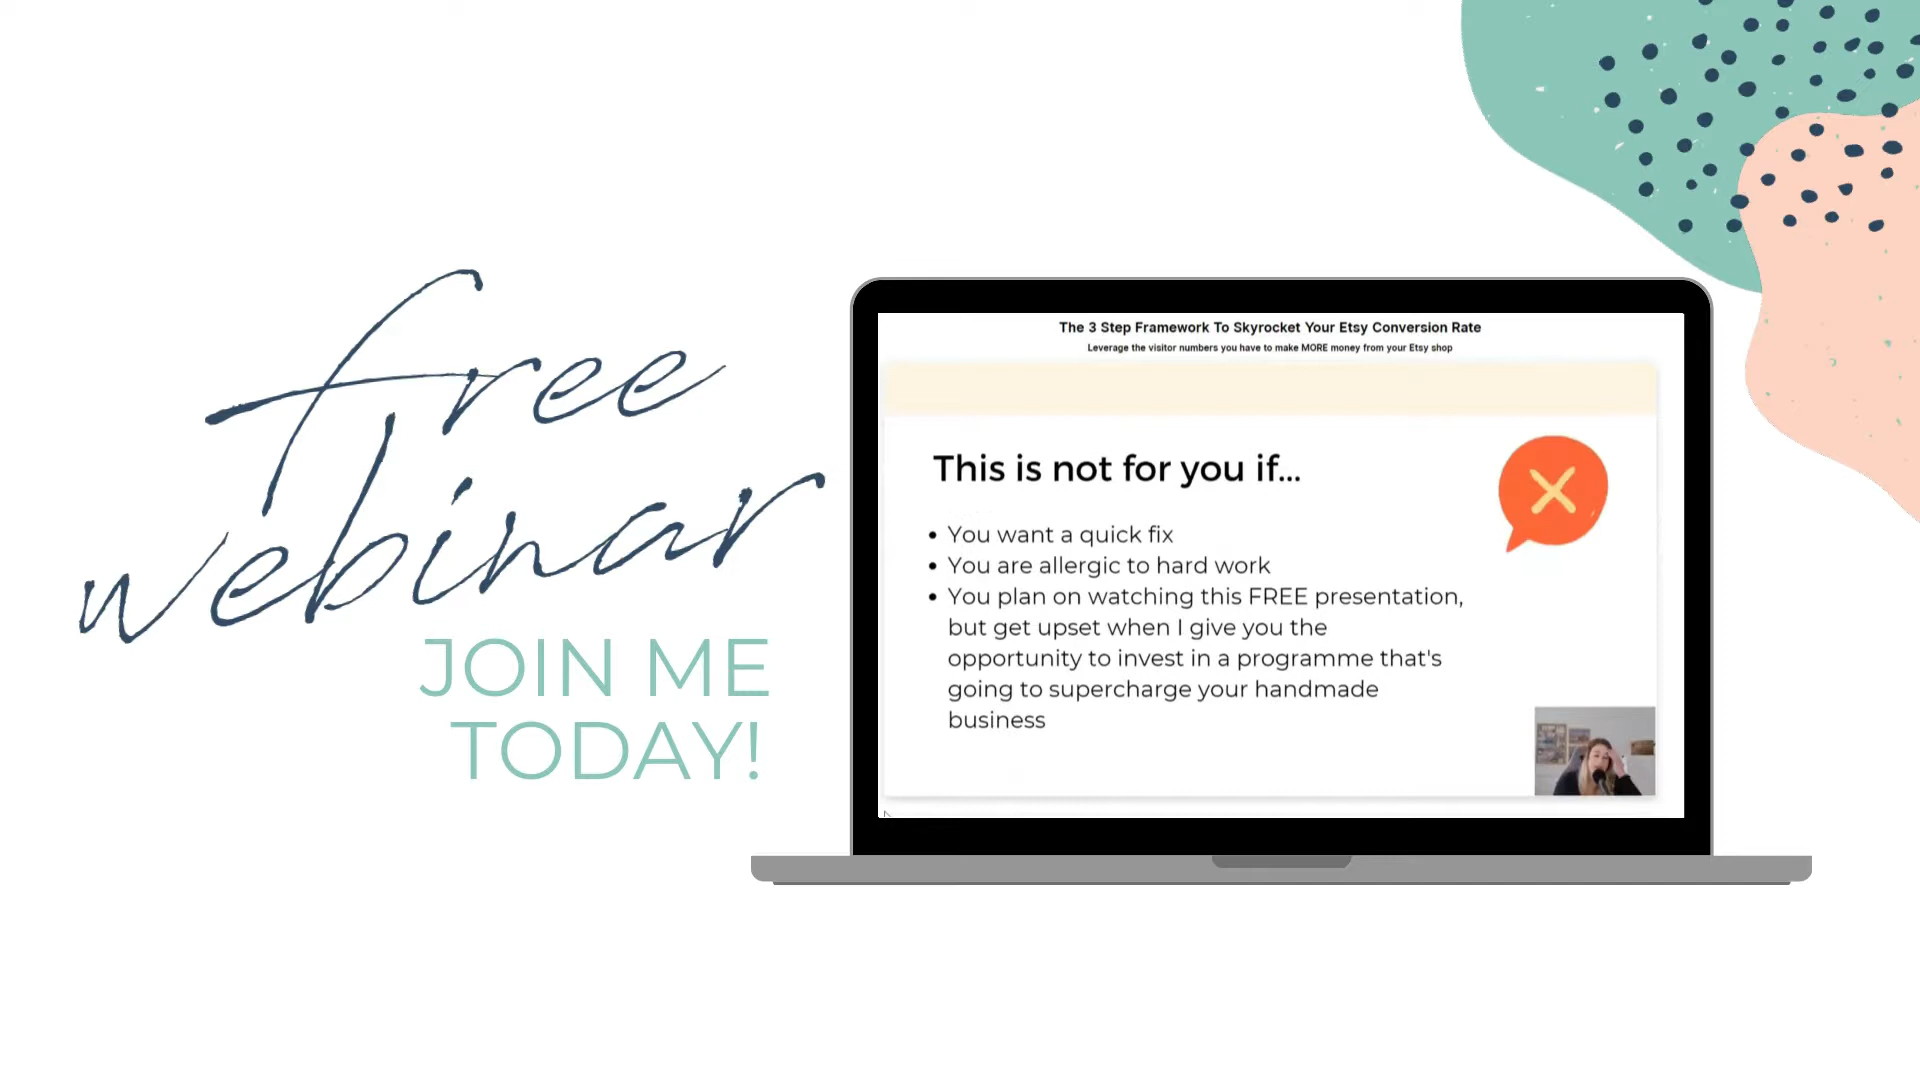 free
webinar
JOIN ME
TODAY!
The 3 Step Framework To Skyrocket Your Etsy Conversion Rate
Leverage the visitor numbers you have to make MORE money from your Etsy shop
This is not for you if...
• You want a quick fix
• You are allergic to hard work
• You plan on watching this FREE presentation,
but get upset when I give you the
opportunity to invest in a programme that's
going to supercharge your handmade
business